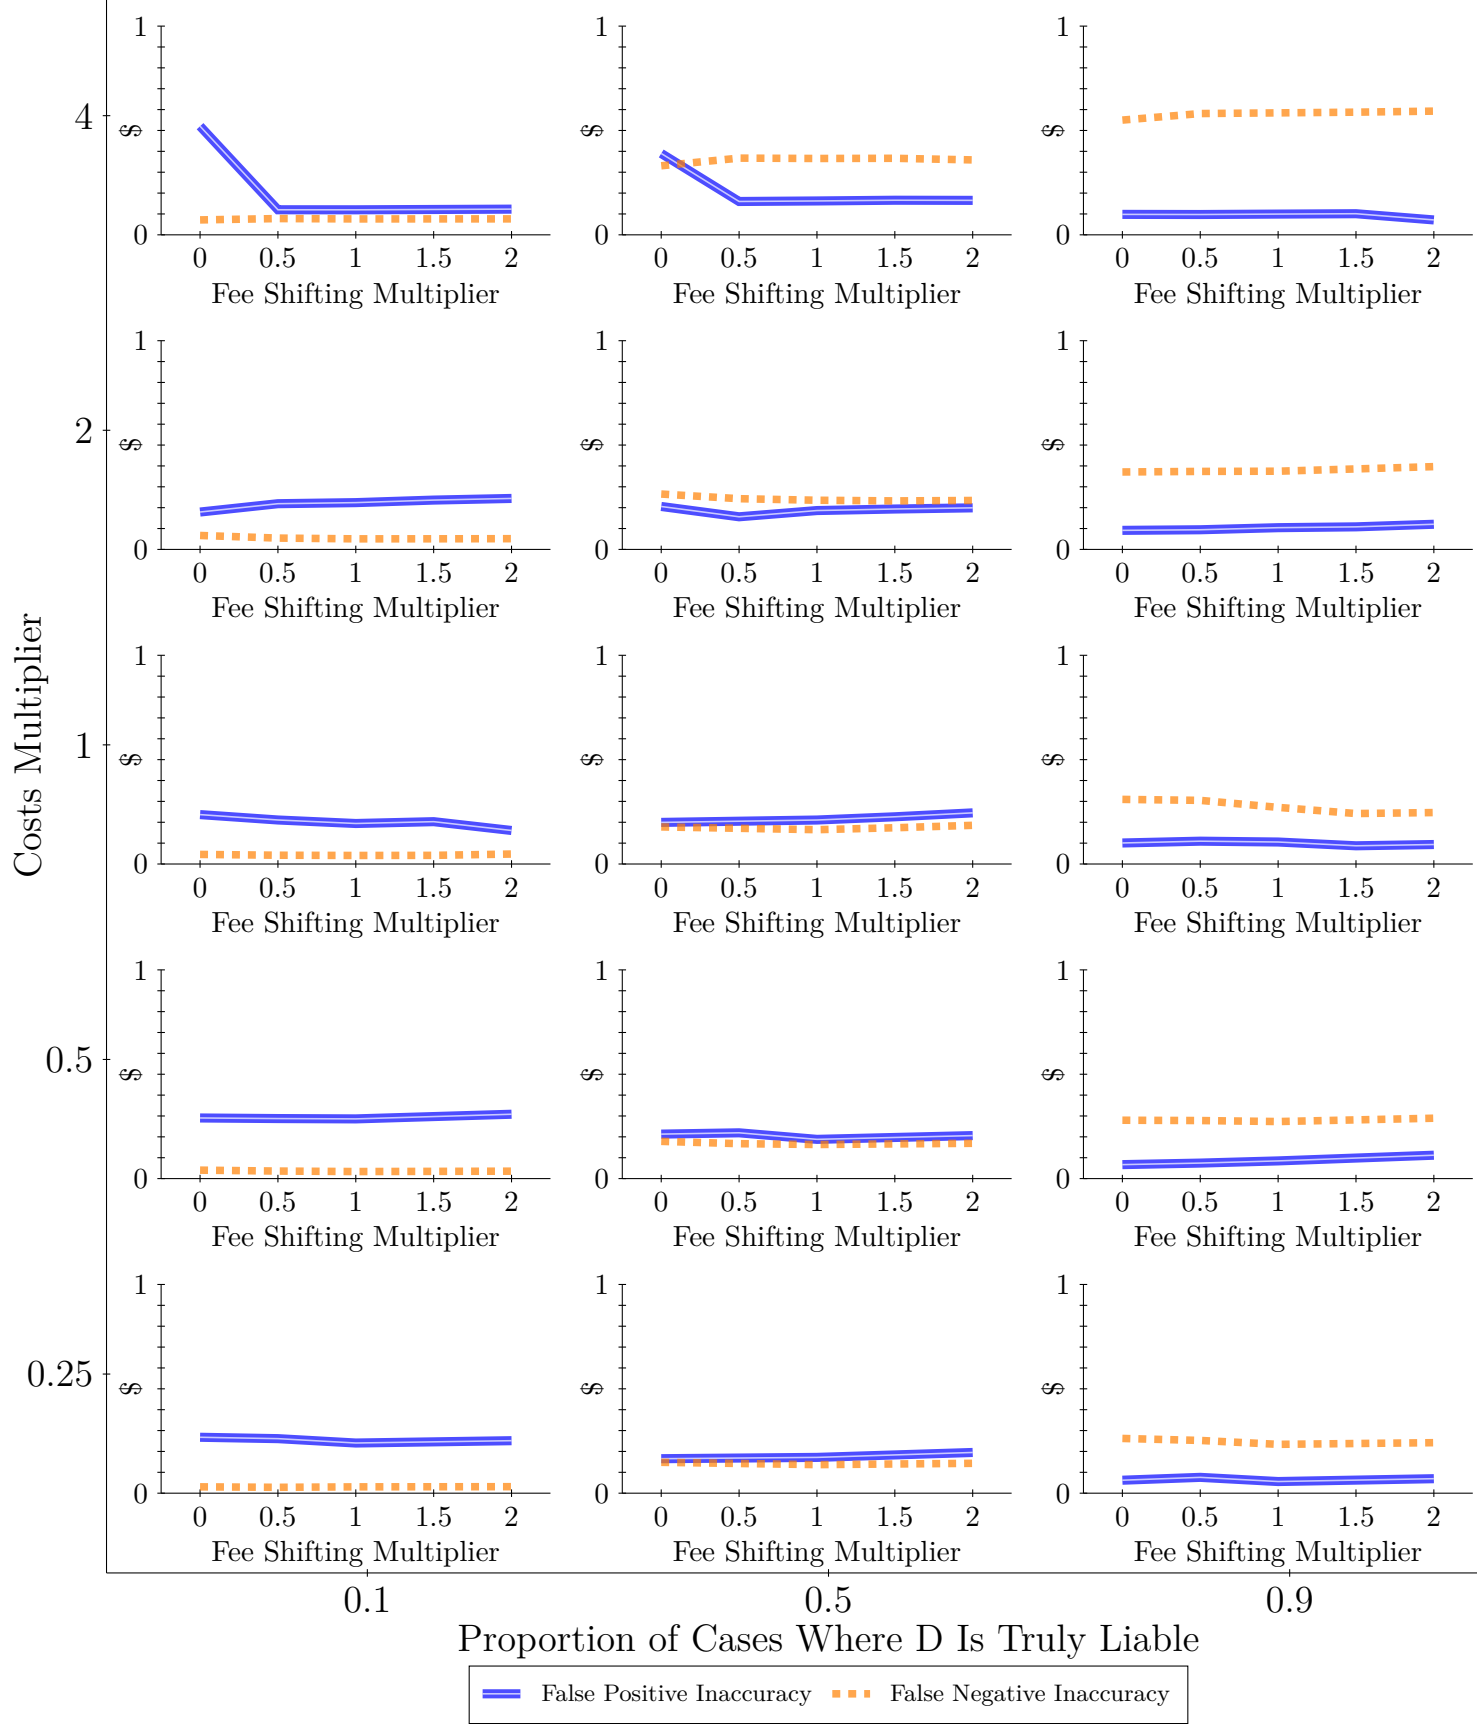 Costs Multiplier
4
1
$
0
0 0.5 1 1.5 2
Fee Shifting Multiplier
1
$
0
0 0.5 1 1.5 2
Fee Shifting Multiplier
1
$
0
0 0.5 1 1.5 2
Fee Shifting Multiplier
2
1
$
0
0 0.5 1 1.5 2
Fee Shifting Multiplier
1
$
0
0 0.5 1 1.5 2
Fee Shifting Multiplier
1
$
0
0 0.5 1 1.5 2
Fee Shifting Multiplier
1
1
$
0
0 0.5 1 1.5 2
Fee Shifting Multiplier
1
$
0
0 0.5 1 1.5 2
Fee Shifting Multiplier
1
$
0
0 0.5 1 1.5 2
Fee Shifting Multiplier
0.5
1
$
0
0 0.5 1 1.5 2
Fee Shifting Multiplier
1
$
0
0 0.5 1 1.5 2
Fee Shifting Multiplier
1
$
0
0 0.5 1 1.5 2
Fee Shifting Multiplier
0.25
1
$
0
0 0.5 1 1.5 2
Fee Shifting Multiplier
1
$
0
0 0.5 1 1.5 2
Fee Shifting Multiplier
1
$
0
0 0.5 1 1.5 2
Fee Shifting Multiplier
0.1 0.5 0.9
Proportion of Cases Where D Is Truly Liable
False Positive Inaccuracy False Negative Inaccuracy